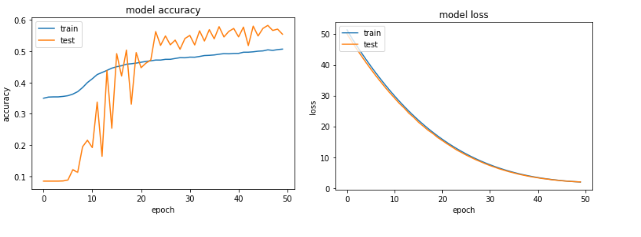 model accuracy
train
test
0.6
0.5
0.4
0.3
0.2
0.1
accuracy
0 10 20 30 40 50
epoch
model loss
train
test
50
40
30
20
10
0
loss
0 10 20 30 40 50
epoch